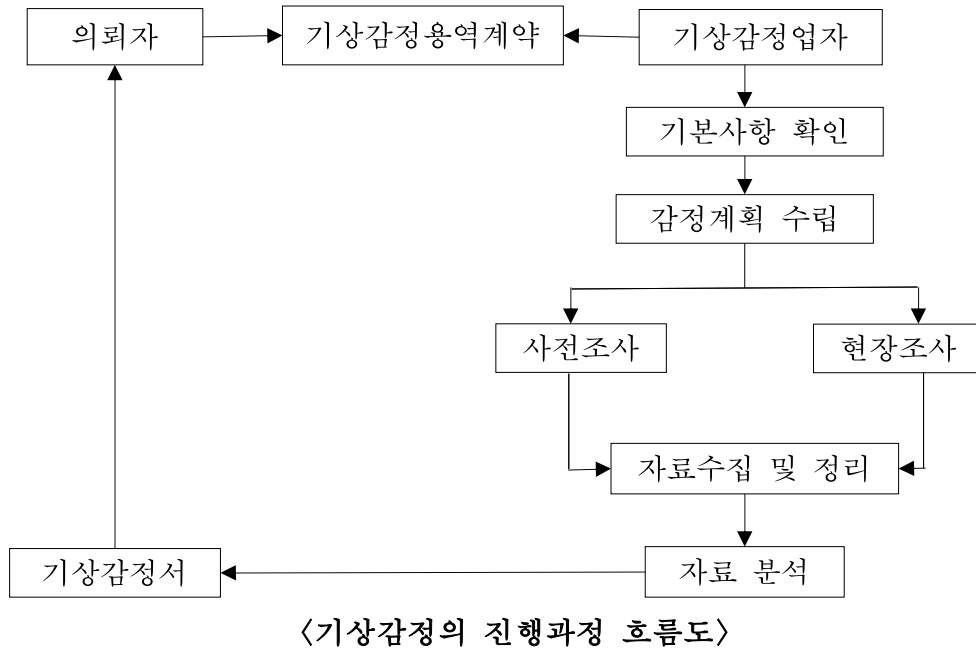 의뢰자 기상감정용역계약 기상감정업자
기본사항 확인
감정계획 수립
사전조사 현장조사
자료수집 및 정리
기상감정서 자료 분석
〈기상감정의 진행과정 흐름도〉